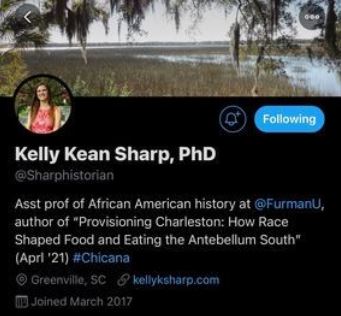 Following
Kelly Kean Sharp, PhD
@Sharphistorian
Asst prof of African American history at @FurmanU,
author of "Provisioning Charleston: How Race
Shaped Food and Eating the Antebellum South"
(Aprl '21) #Chicana
Greenville, SC kellyksharp.com
Joined March 2017